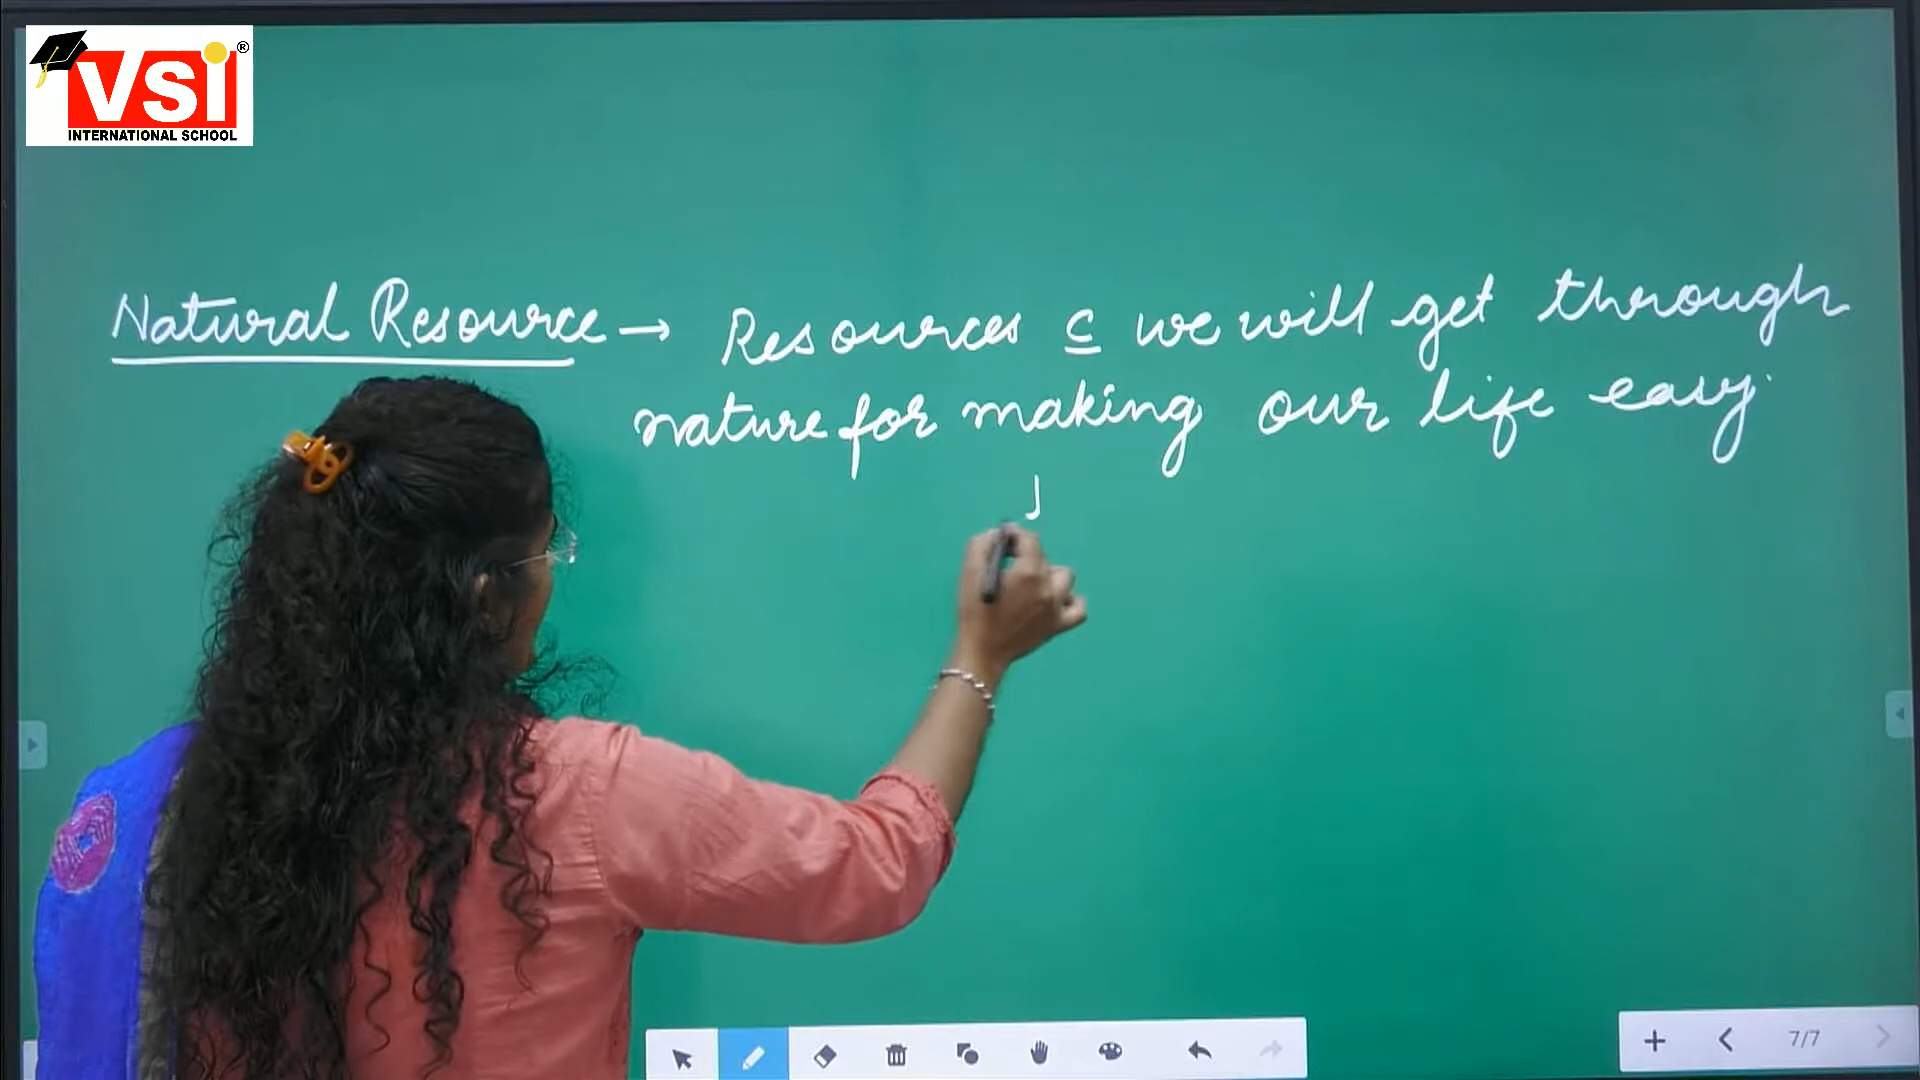 VSI ®
INTERNATIONAL SCHOOL
Natural Resource → Resources c we will get through
nature for making our life easy.
7/7